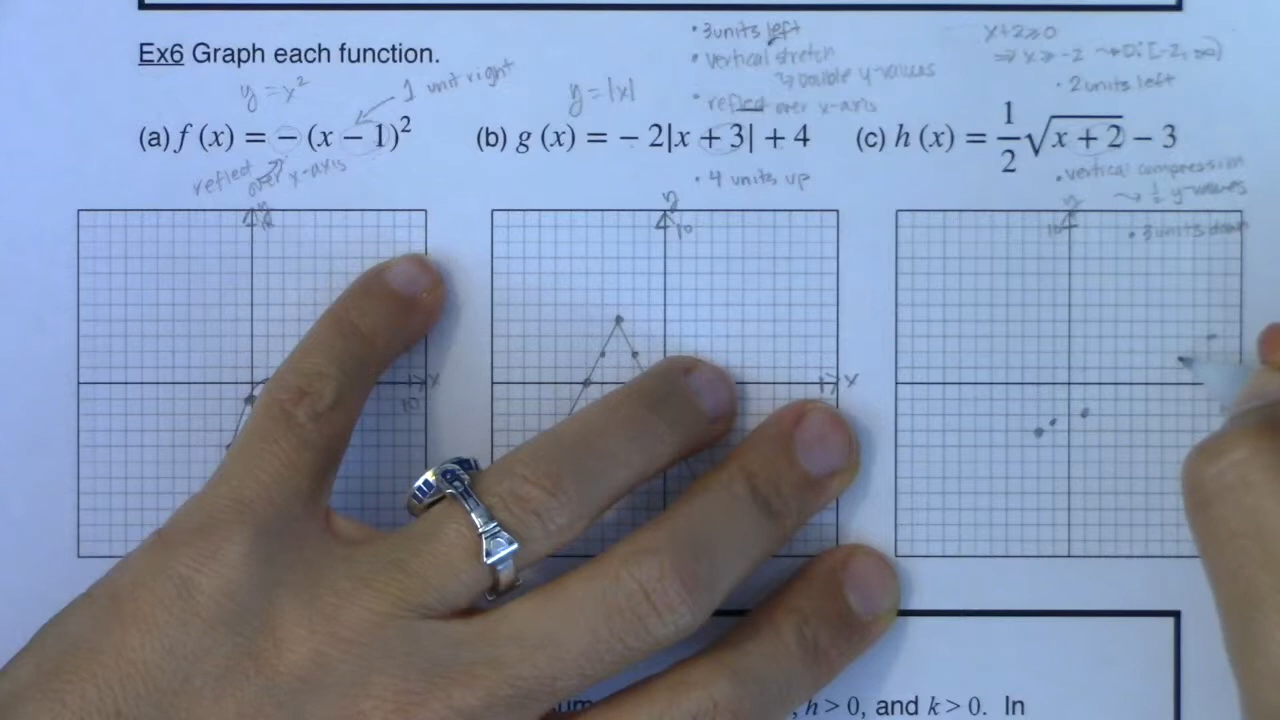 Ex6 Graph each function.
y = x²
1 unit right
(a) f (x) = − (x − 1)²
reflect over x-axis
• 3 units left
• vertical stretch
↳ Double y-values
• reflect over x-axis
y = |x|
(b) g (x) = − 2|x + 3| + 4
• 4 units up
x+2≥0
⇒ x ≥ -2 → D: [-2, ∞)
• 2 units left
(c) h (x) = 1/2 √(x + 2) − 3
• vertical compression
→ ½ y-values
• 3 units down
y
x
10
y
10
x
y
10
h > 0, and k > 0. In